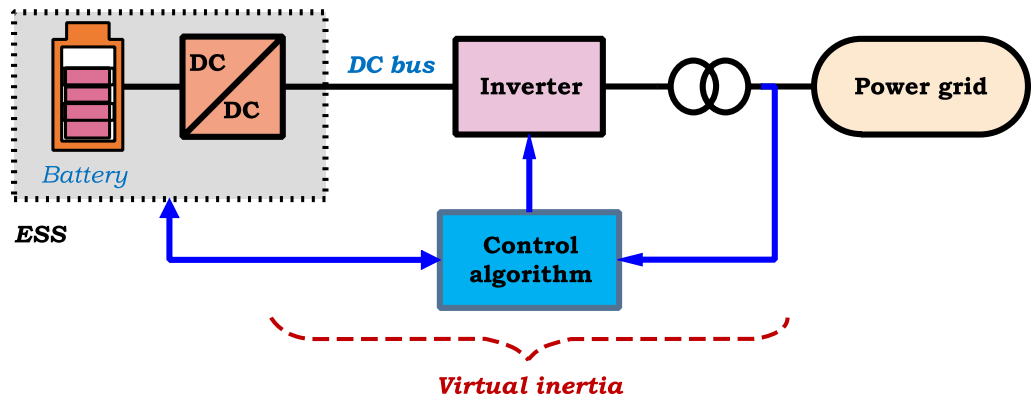 DC
DC
DC bus
Inverter
Power grid
Battery
ESS
Control
algorithm
Virtual inertia